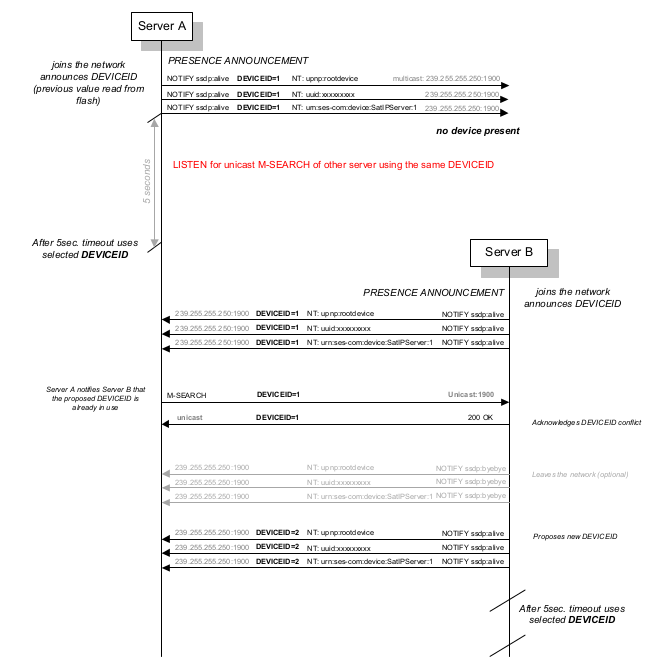 Server A
PRESENCE ANNOUNCEMENT
joins the network
announces DEVICEID
(previous value read from
flash)
NOTIFY ssdp:alive DEVICEID=1 NT: upnp:rootdevice multicast: 239.255.255.250:1900
NOTIFY ssdp:alive DEVICEID=1 NT: uuid:xxxxxxxxx 239.255.255.250:1900
NOTIFY ssdp:alive DEVICEID=1 NT: urn:ses-com:device:SatIPServer:1 239.255.255.250:1900
no device present
5 seconds
LISTEN for unicast M-SEARCH of other server using the same DEVICEID
After 5sec. timeout uses
selected DEVICEID
Server B
PRESENCE ANNOUNCEMENT
joins the network
announces DEVICEID
239.255.255.250:1900 DEVICEID=1 NT: upnp:rootdevice NOTIFY ssdp:alive
239.255.255.250:1900 DEVICEID=1 NT: uuid:xxxxxxxxx NOTIFY ssdp:alive
239.255.255.250:1900 DEVICEID=1 NT: urn:ses-com:device:SatIPServer:1 NOTIFY ssdp:alive
Server A notifies Server B that
the proposed DEVICEID is
already in use
M-SEARCH DEVICEID=1 Unicast:1900
unicast DEVICEID=1 200 OK
Acknowledges DEVICEID conflict
239.255.255.250:1900 NT: upnp:rootdevice NOTIFY ssdp:byebye
239.255.255.250:1900 NT: uuid:xxxxxxxxx NOTIFY ssdp:byebye
239.255.255.250:1900 NT: urn:ses-com:device:SatIPServer:1 NOTIFY ssdp:byebye
Leaves the network (optional)
239.255.255.250:1900 DEVICEID=2 NT: upnp:rootdevice NOTIFY ssdp:alive
239.255.255.250:1900 DEVICEID=2 NT: uuid:xxxxxxxxx NOTIFY ssdp:alive
239.255.255.250:1900 DEVICEID=2 NT: urn:ses-com:device:SatIPServer:1 NOTIFY ssdp:alive
Proposes new DEVICEID
After 5sec. timeout uses
selected DEVICEID